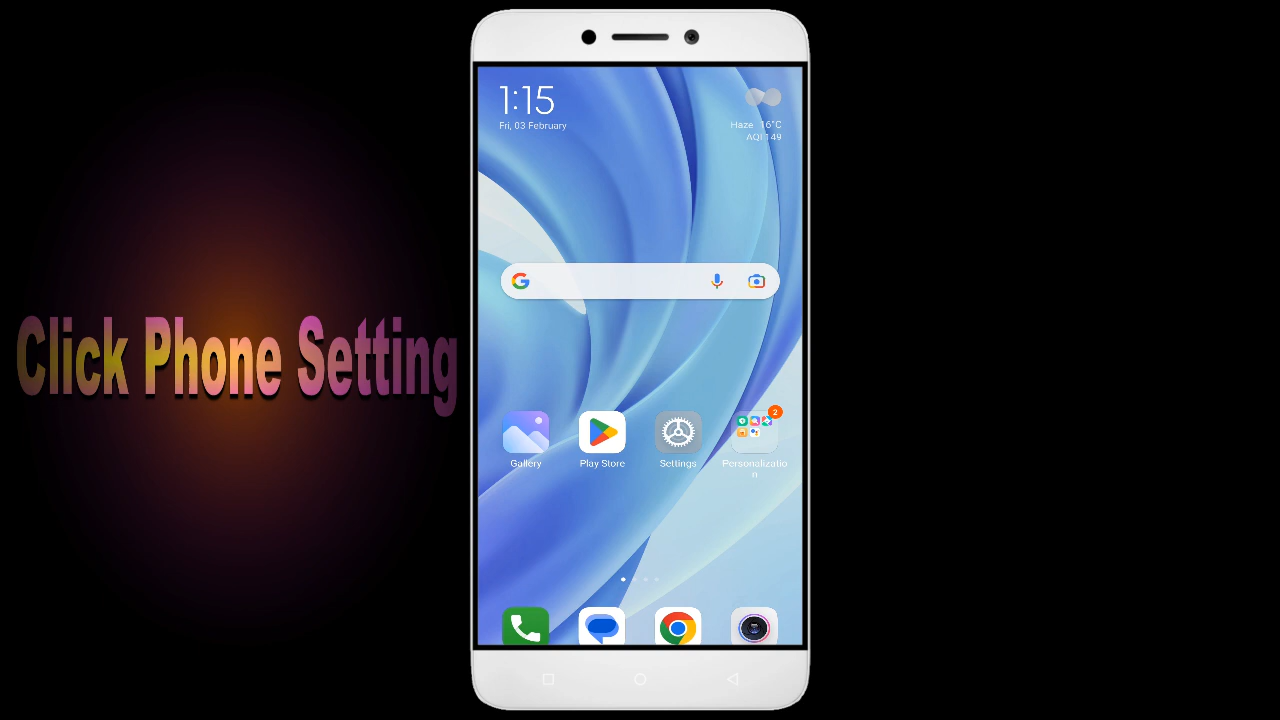 Click Phone Setting
1:15
Fri, 03 February
Haze 16°C
AQI 149
2
Gallery
Play Store
Settings
Personalizatio
n